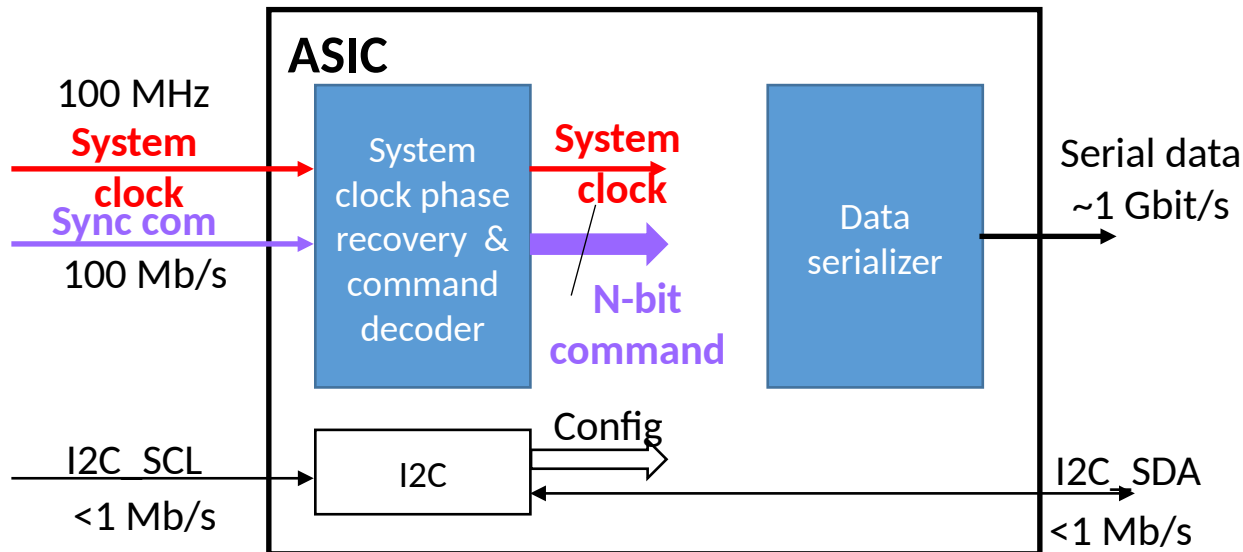 ASIC
100 MHz
System
clock
Sync com
100 Mb/s
System
clock phase
recovery &
command
decoder
System
clock
N-bit
command
Data
serializer
Serial data
~1 Gbit/s
I2C_SCL
<1 Mb/s
I2C
Config
I2C_SDA
<1 Mb/s